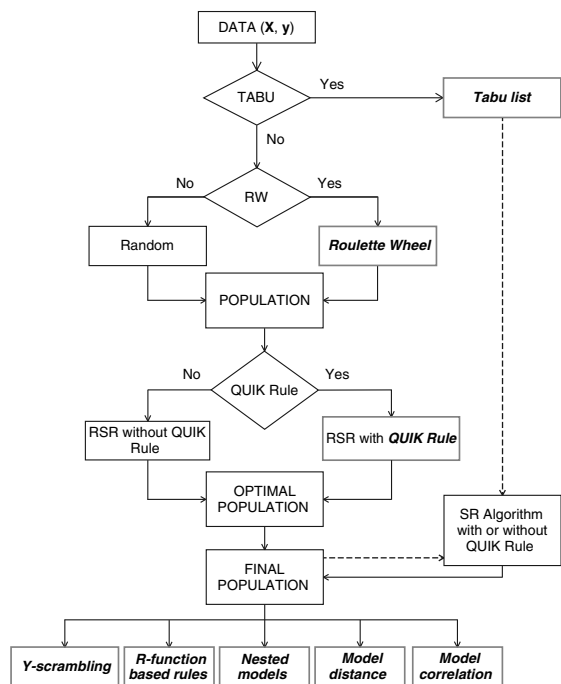 DATA (X, y)
TABU
Yes
Tabu list
No
No
RW
Yes
Random
Roulette Wheel
POPULATION
No
QUIK Rule
Yes
RSR without QUIK
Rule
RSR with QUIK Rule
OPTIMAL
POPULATION
SR Algorithm
with or without
QUIK Rule
FINAL
POPULATION
Y-scrambling
R-function
based rules
Nested
models
Model
distance
Model
correlation